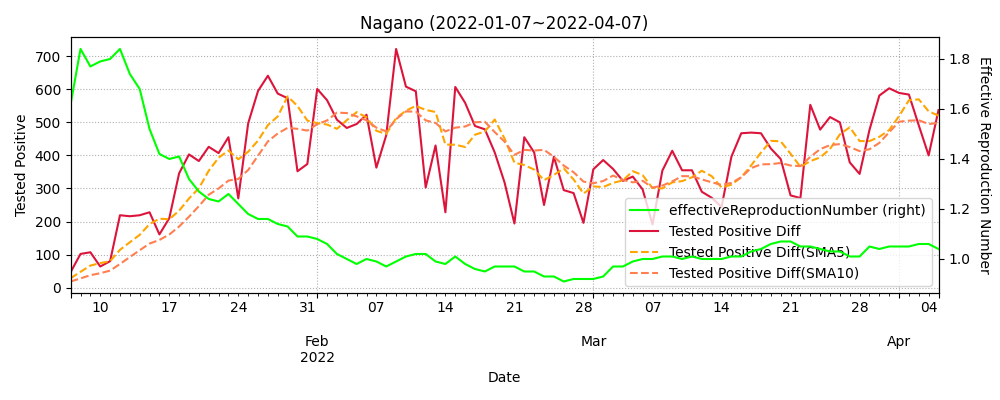 Nagano (2022-01-07~2022-04-07)
Tested Positive
700
600
500
400
300
200
100
0
1.8
1.6
1.4
1.2
1.0
Effective Reproduction Number
effectiveReproductionNumber (right)
Tested Positive Diff
Tested Positive Diff(SMA5)
Tested Positive Diff(SMA10)
10 17 24 31 07 14 21 28 07 14 21 28 04
Feb Mar Apr
2022
Date